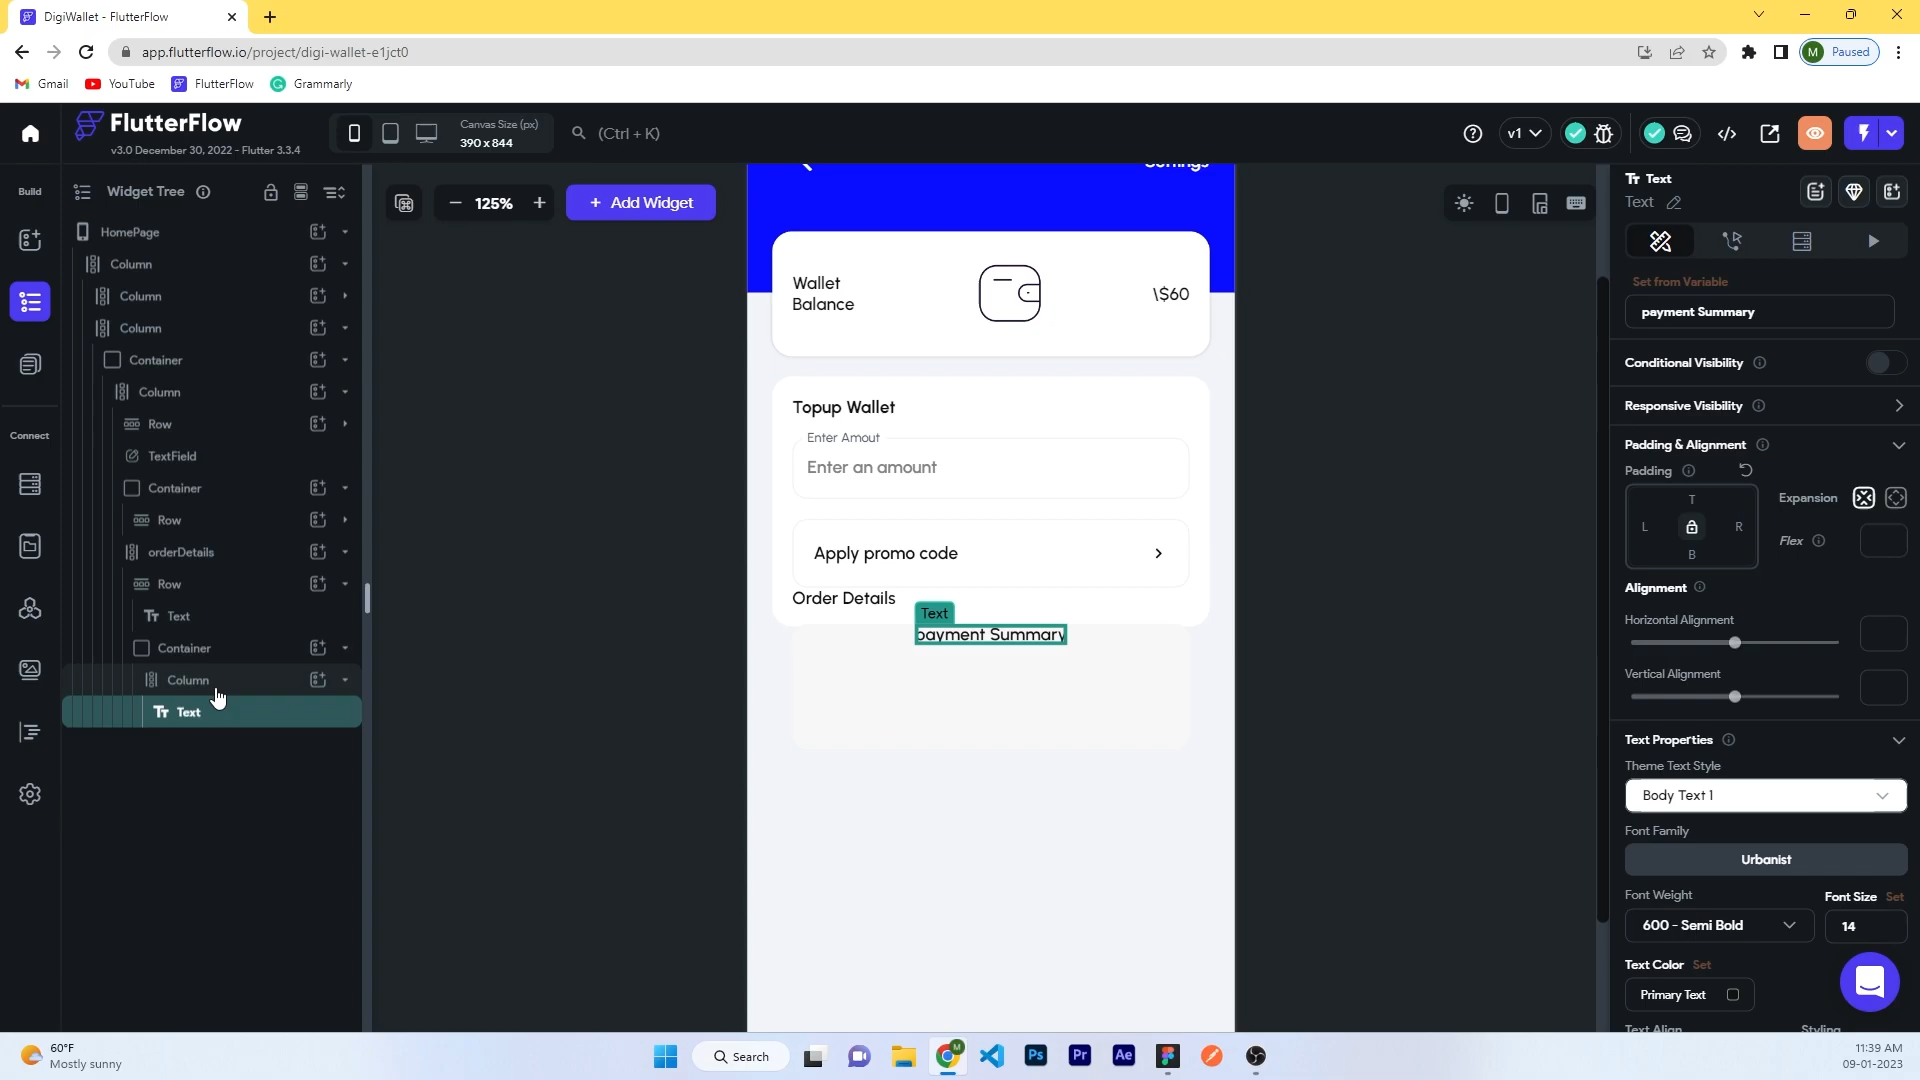 DigiWallet - FlutterFlow
app.flutterflow.io/project/digi-wallet-e1jct0
M
Paused
Gmail
YouTube
FlutterFlow
Grammarly
FlutterFlow
v3.0 December 30, 2022 - Flutter 3.3.4
Canvas Size (px)
390 x 844
(Ctrl + K)
v1
Build
Connect
Widget Tree
HomePage
Column
Column
Column
Container
Column
Row
TextField
Container
Row
orderDetails
Row
Text
Container
Column
Text
125%
+ Add Widget
Settings
Wallet
Balance
\$60
Topup Wallet
Enter Amout
Enter an amount
Apply promo code
Order Details
Text
payment Summary
Text
Text
Set from Variable
payment Summary
Conditional Visibility
Responsive Visibility
Padding & Alignment
Padding
T
L
R
B
Expansion
Flex
Alignment
Horizontal Alignment
Vertical Alignment
Text Properties
Theme Text Style
Body Text 1
Font Family
Urbanist
Font Weight
Font Size Set
600 - Semi Bold
14
Text Color Set
Primary Text
Text Align
Styling
60°F
Mostly sunny
Search
M
Ps
Pr
Ae
11:39 AM
09-01-2023